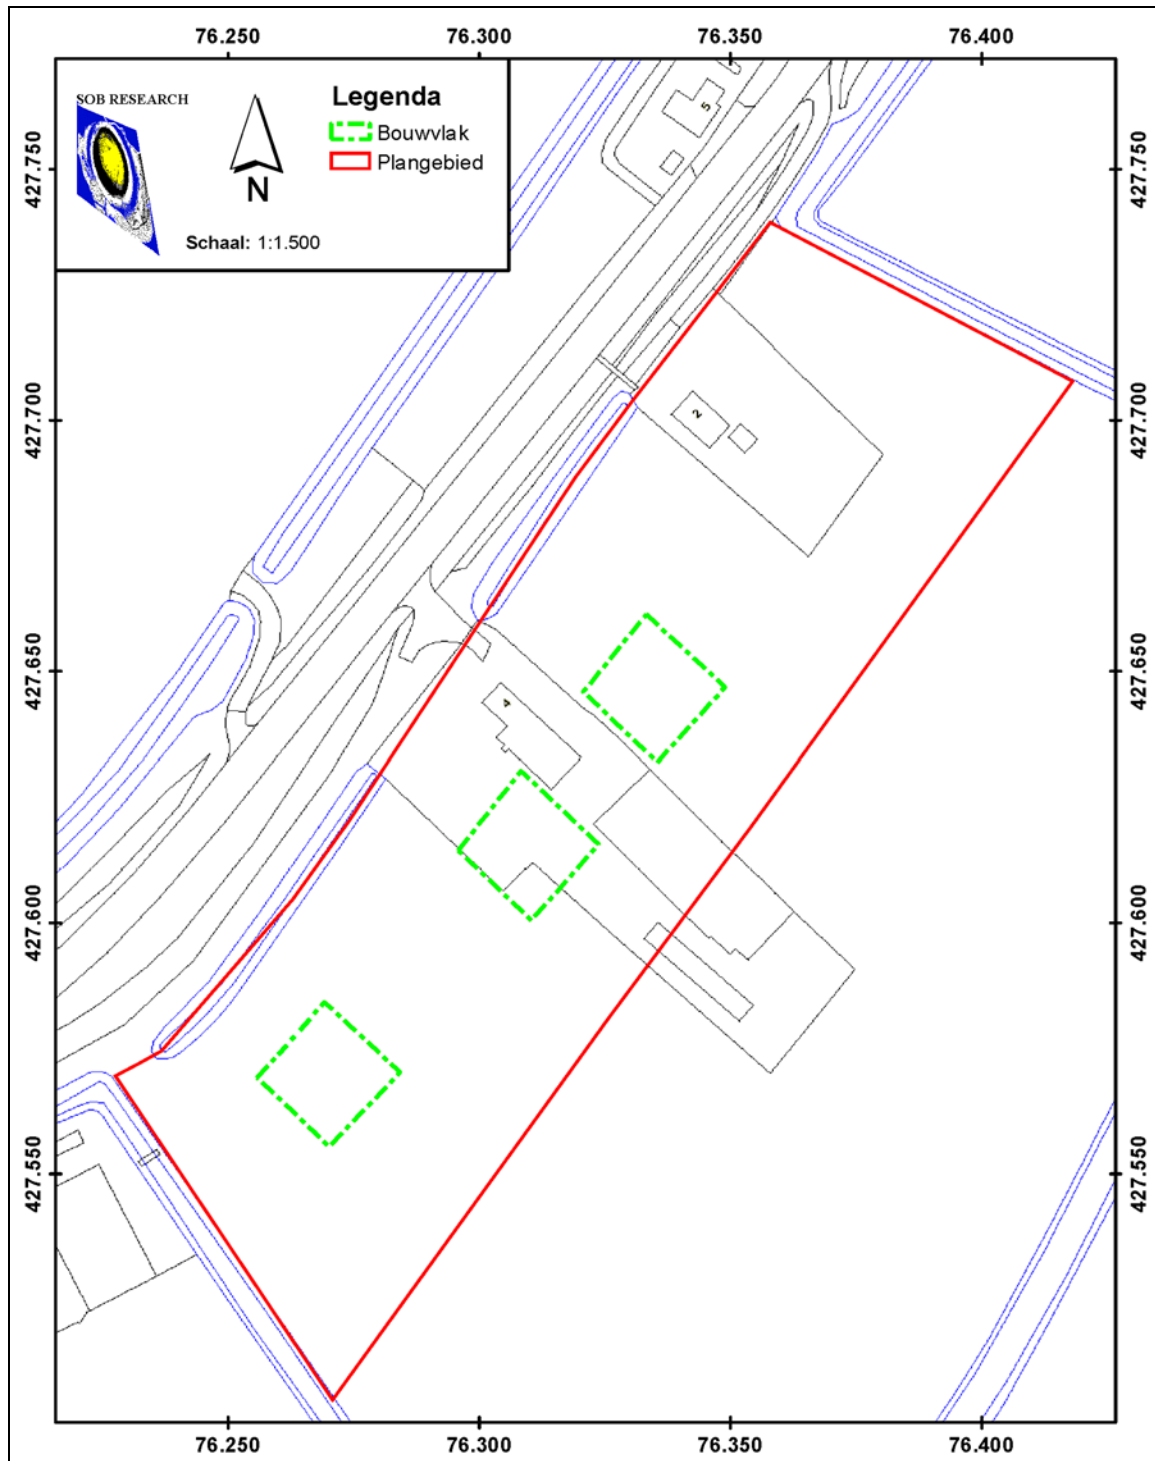 76.250 76.300 76.350 76.400
SOB RESEARCH
N
Schaal: 1:1.500
Legenda
Bouwvlak
Plangebied
5
2
4
427.750 427.750
427.700 427.700
427.650 427.650
427.600 427.600
427.550 427.550
76.250 76.300 76.350 76.400